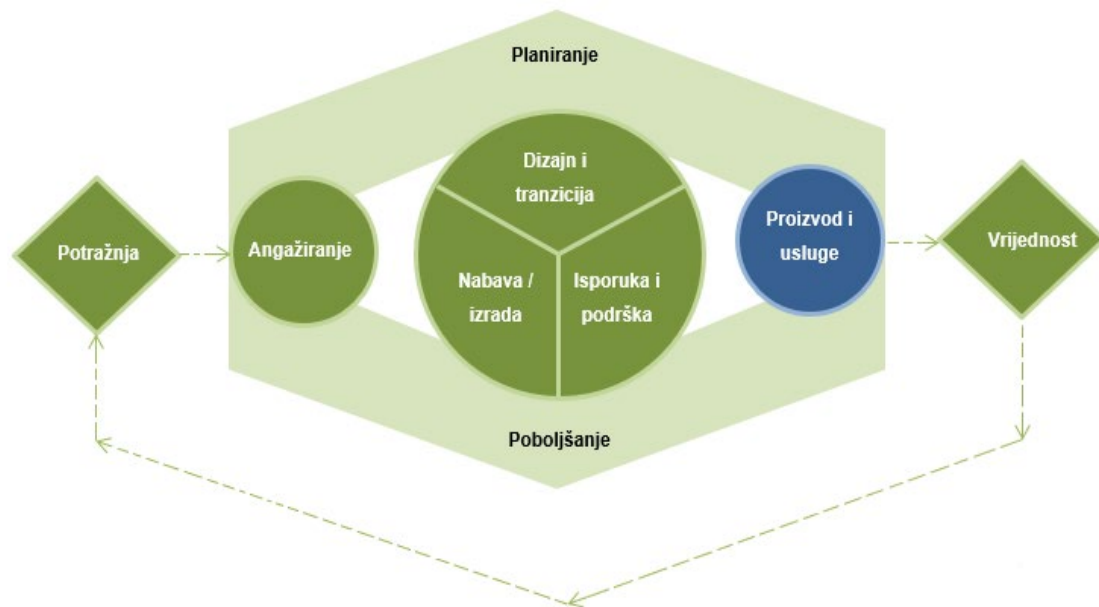 Planiranje
Dizajn i
tranzicija
Potražnja
Angažiranje
Nabava /
izrada
Isporuka i
podrška
Proizvod i
usluge
Vrijednost
Poboljšanje